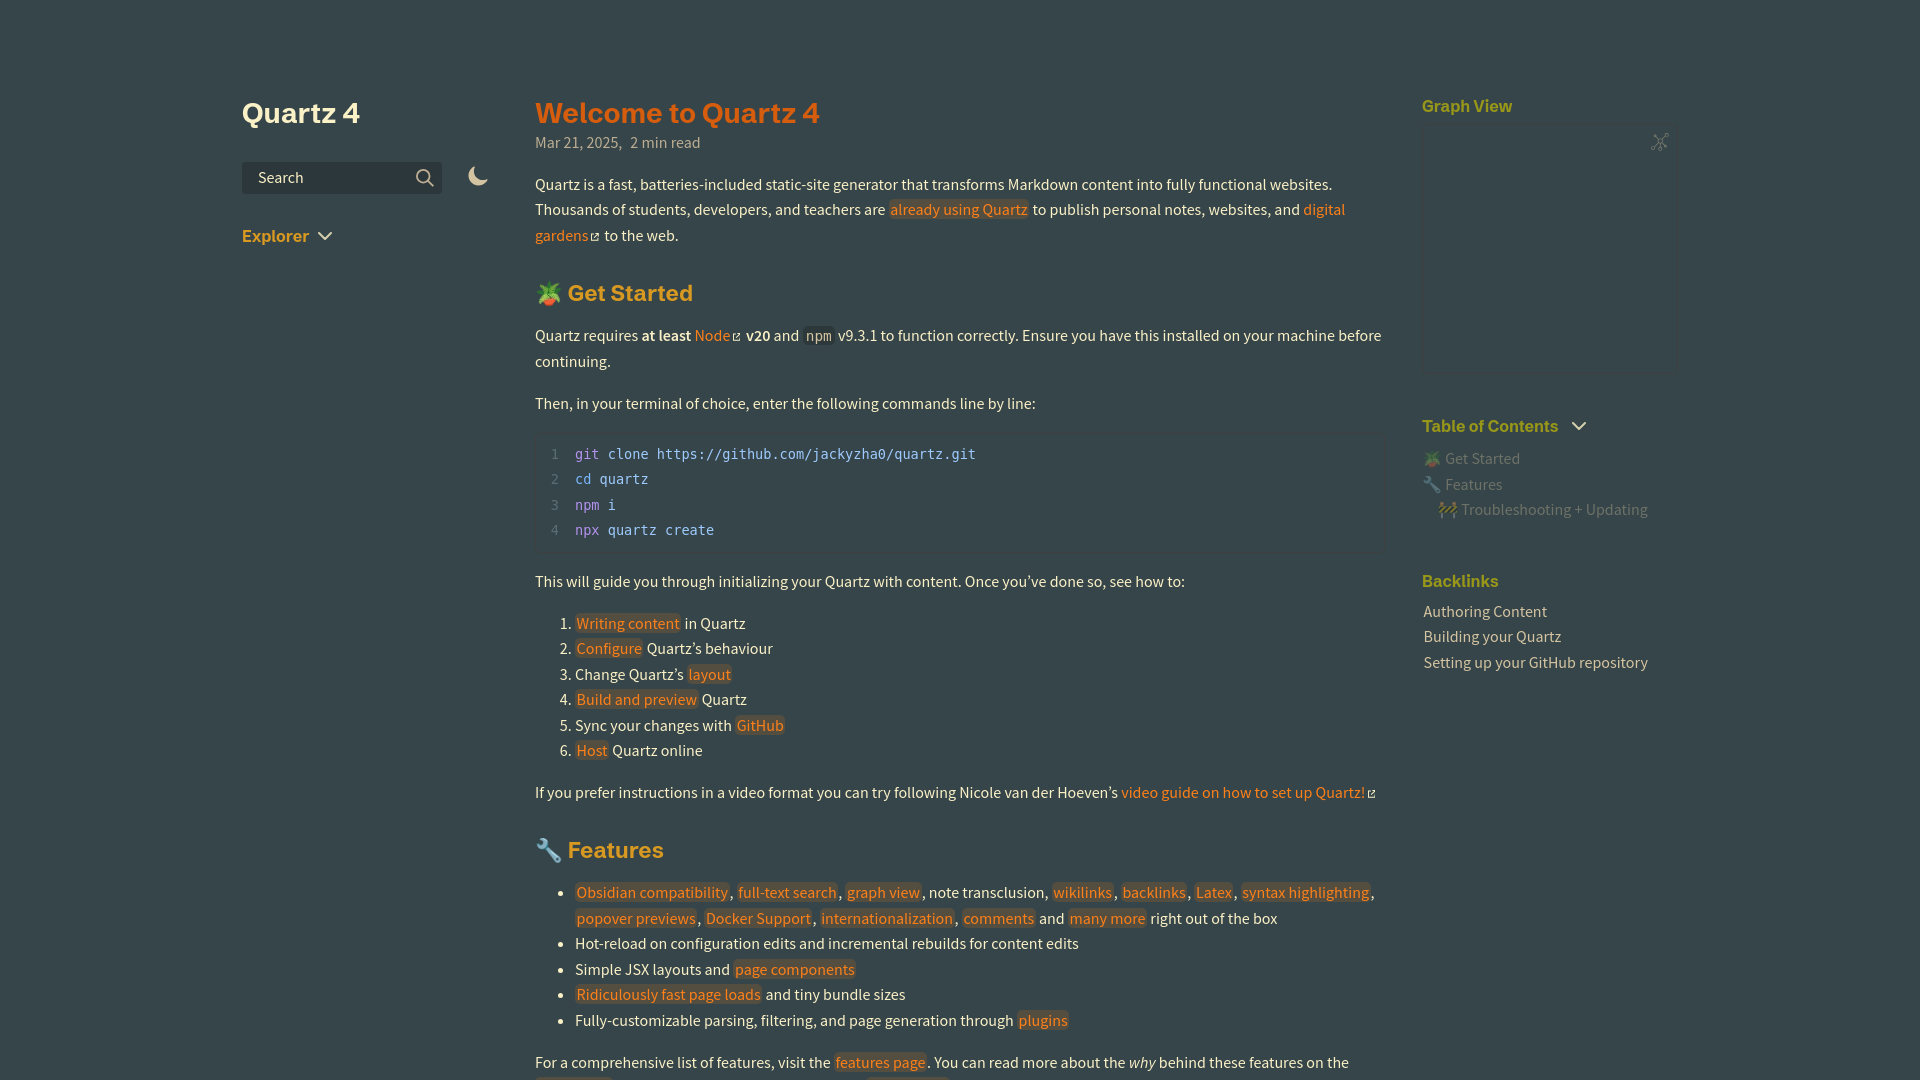 Quartz 4
Search
Explorer
Welcome to Quartz 4
Mar 21, 2025, 2 min read
Quartz is a fast, batteries-included static-site generator that transforms Markdown content into fully functional websites.
Thousands of students, developers, and teachers are already using Quartz to publish personal notes, websites, and digital
gardens to the web.
🪴 Get Started
Quartz requires at least Node v20 and npm v9.3.1 to function correctly. Ensure you have this installed on your machine before
continuing.
Then, in your terminal of choice, enter the following commands line by line:
1 git clone https://github.com/jackyzha0/quartz.git
2 cd quartz
3 npm i
4 npx quartz create
This will guide you through initializing your Quartz with content. Once you’ve done so, see how to:
1. Writing content in Quartz
2. Configure Quartz’s behaviour
3. Change Quartz’s layout
4. Build and preview Quartz
5. Sync your changes with GitHub
6. Host Quartz online
If you prefer instructions in a video format you can try following Nicole van der Hoeven’s video guide on how to set up Quartz!
🔧 Features
• Obsidian compatibility, full-text search, graph view, note transclusion, wikilinks, backlinks, Latex, syntax highlighting,
popover previews, Docker Support, internationalization, comments and many more right out of the box
• Hot-reload on configuration edits and incremental rebuilds for content edits
• Simple JSX layouts and page components
• Ridiculously fast page loads and tiny bundle sizes
• Fully-customizable parsing, filtering, and page generation through plugins
For a comprehensive list of features, visit the features page. You can read more about the why behind these features on the
Graph View
Table of Contents
🪴 Get Started
🔧 Features
🚧 Troubleshooting + Updating
Backlinks
Authoring Content
Building your Quartz
Setting up your GitHub repository